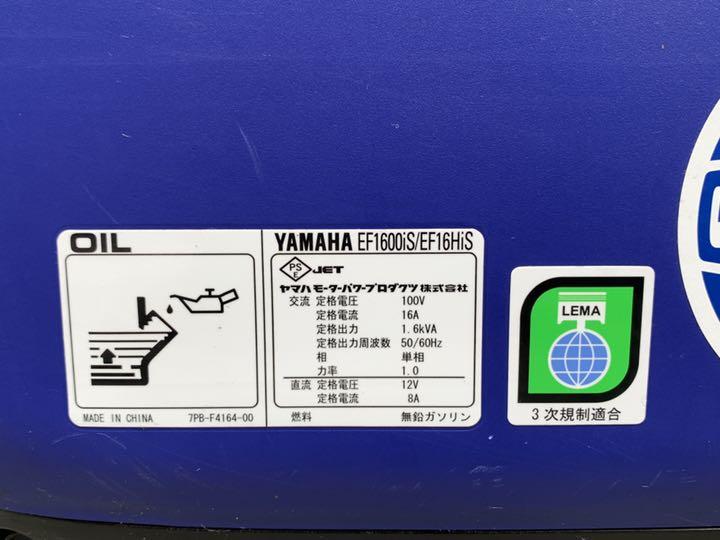 OIL
MADE IN CHINA 7PB-F4164-00
YAMAHA EF1600iS/EF16HiS
PS E JET
ヤマハモーターパワープロダクツ株式会社
交流 定格電圧 100V
定格電流 16A
定格出力 1.6kVA
定格出力周波数 50/60Hz
相 単相
力率 1.0
直流 定格電圧 12V
定格電流 8A
燃料 無鉛ガソリン
LEMA
3次規制適合